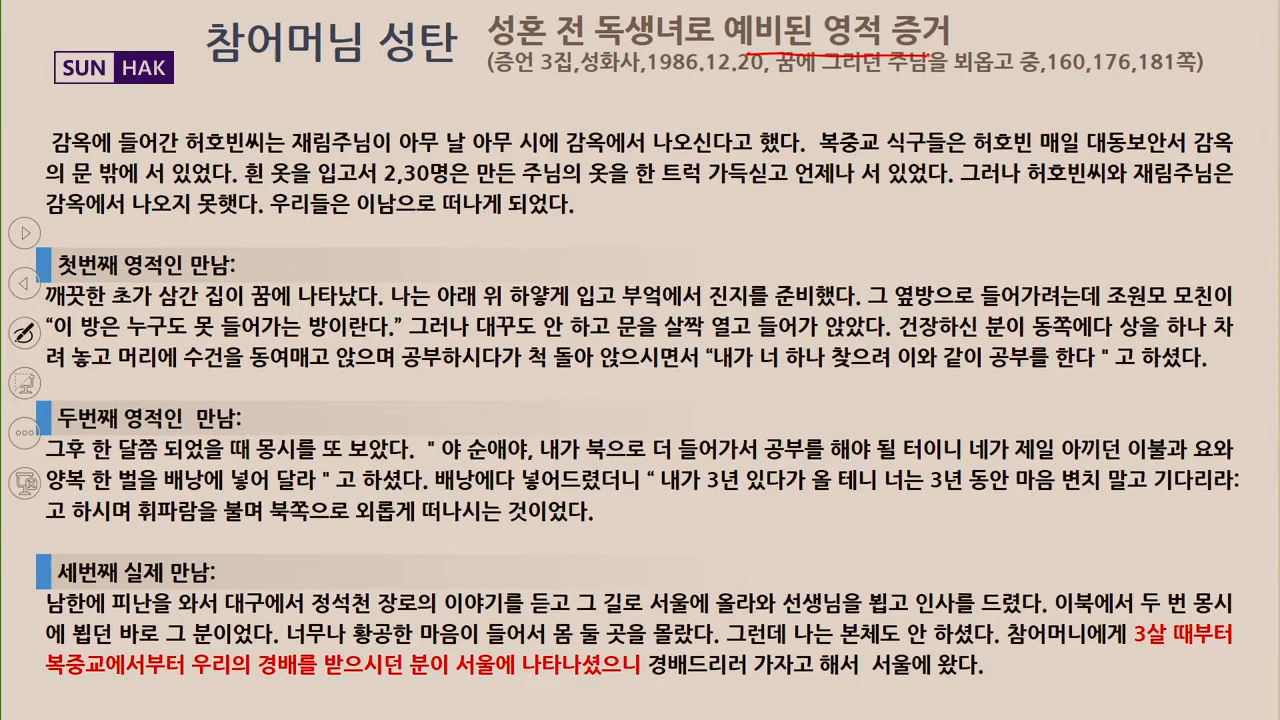 참어머님 성탄
성혼 전 독생녀로 예비된 영적 증거
SUN HAK
(증언 3집,성화사,1986.12.20, 꿈에 그리던 주님을 뵈옵고 중,160,176,181쪽)
감옥에 들어간 허호빈씨는 재림주님이 아무 날 아무 시에 감옥에서 나오신다고 했다. 복중교 식구들은 허호빈 매일 대동보안서 감옥
의 문 밖에 서 있었다. 흰 옷을 입고서 2,30명은 만든 주님의 옷을 한 트럭 가득싣고 언제나 서 있었다. 그러나 허호빈씨와 재림주님은
감옥에서 나오지 못햇다. 우리들은 이남으로 떠나게 되었다.
첫번째 영적인 만남:
깨끗한 초가 삼간 집이 꿈에 나타났다. 나는 아래 위 하얗게 입고 부엌에서 진지를 준비했다. 그 옆방으로 들어가려는데 조원모 모친이
“이 방은 누구도 못 들어가는 방이란다.” 그러나 대꾸도 안 하고 문을 살짝 열고 들어가 앉았다. 건장하신 분이 동쪽에다 상을 하나 차
려 놓고 머리에 수건을 동여매고 앉으며 공부하시다가 척 돌아 앉으시면서 “내가 너 하나 찾으려 이와 같이 공부를 한다 " 고 하셨다.
두번째 영적인 만남:
그후 한 달쯤 되었을 때 몽시를 또 보았다. " 야 순애야, 내가 북으로 더 들어가서 공부를 해야 될 터이니 네가 제일 아끼던 이불과 요와
양복 한 벌을 배낭에 넣어 달라 " 고 하셨다. 배낭에다 넣어드렸더니 “ 내가 3년 있다가 올 테니 너는 3년 동안 마음 변치 말고 기다리라:
고 하시며 휘파람을 불며 북쪽으로 외롭게 떠나시는 것이었다.
세번째 실제 만남:
남한에 피난을 와서 대구에서 정석천 장로의 이야기를 듣고 그 길로 서울에 올라와 선생님을 뵙고 인사를 드렸다. 이북에서 두 번 몽시
에 뵙던 바로 그 분이었다. 너무나 황공한 마음이 들어서 몸 둘 곳을 몰랐다. 그런데 나는 본체도 안 하셨다. 참어머니에게 3살 때부터
복중교에서부터 우리의 경배를 받으시던 분이 서울에 나타나셨으니 경배드리러 가자고 해서 서울에 왔다.